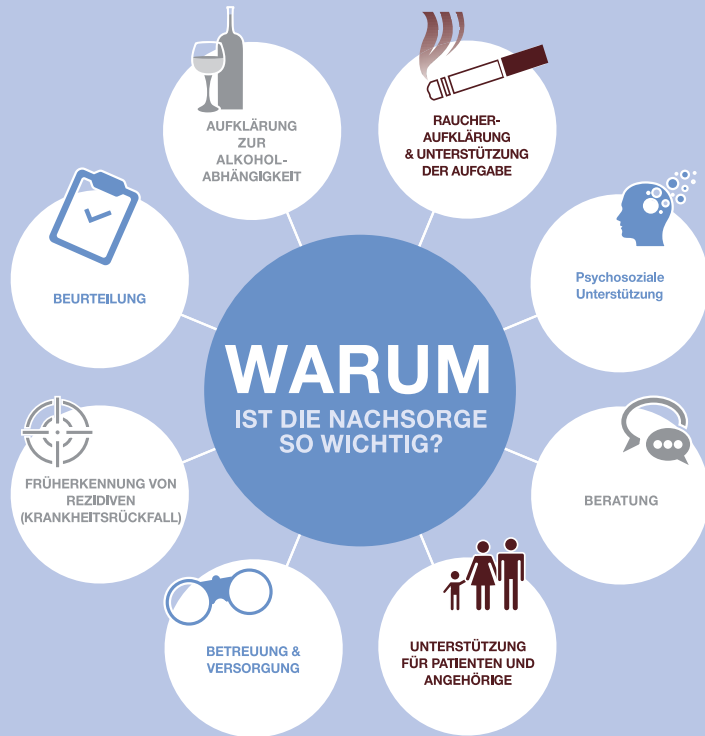 AUFKLÄRUNG
ZUR
ALKOHOL-
ABHÄNGIGKEIT
RAUCHER-
AUFKLÄRUNG
& UNTERSTÜTZUNG
DER AUFGABE
BEURTEILUNG
Psychosoziale
Unterstützung
WARUM
IST DIE NACHSORGE
SO WICHTIG?
FRÜHERKENNUNG VON
REZIDIVEN
(KRANKHEITSRÜCKFALL)
BERATUNG
BETREUUNG &
VERSORGUNG
UNTERSTÜTZUNG
FÜR PATIENTEN UND
ANGEHÖRIGE